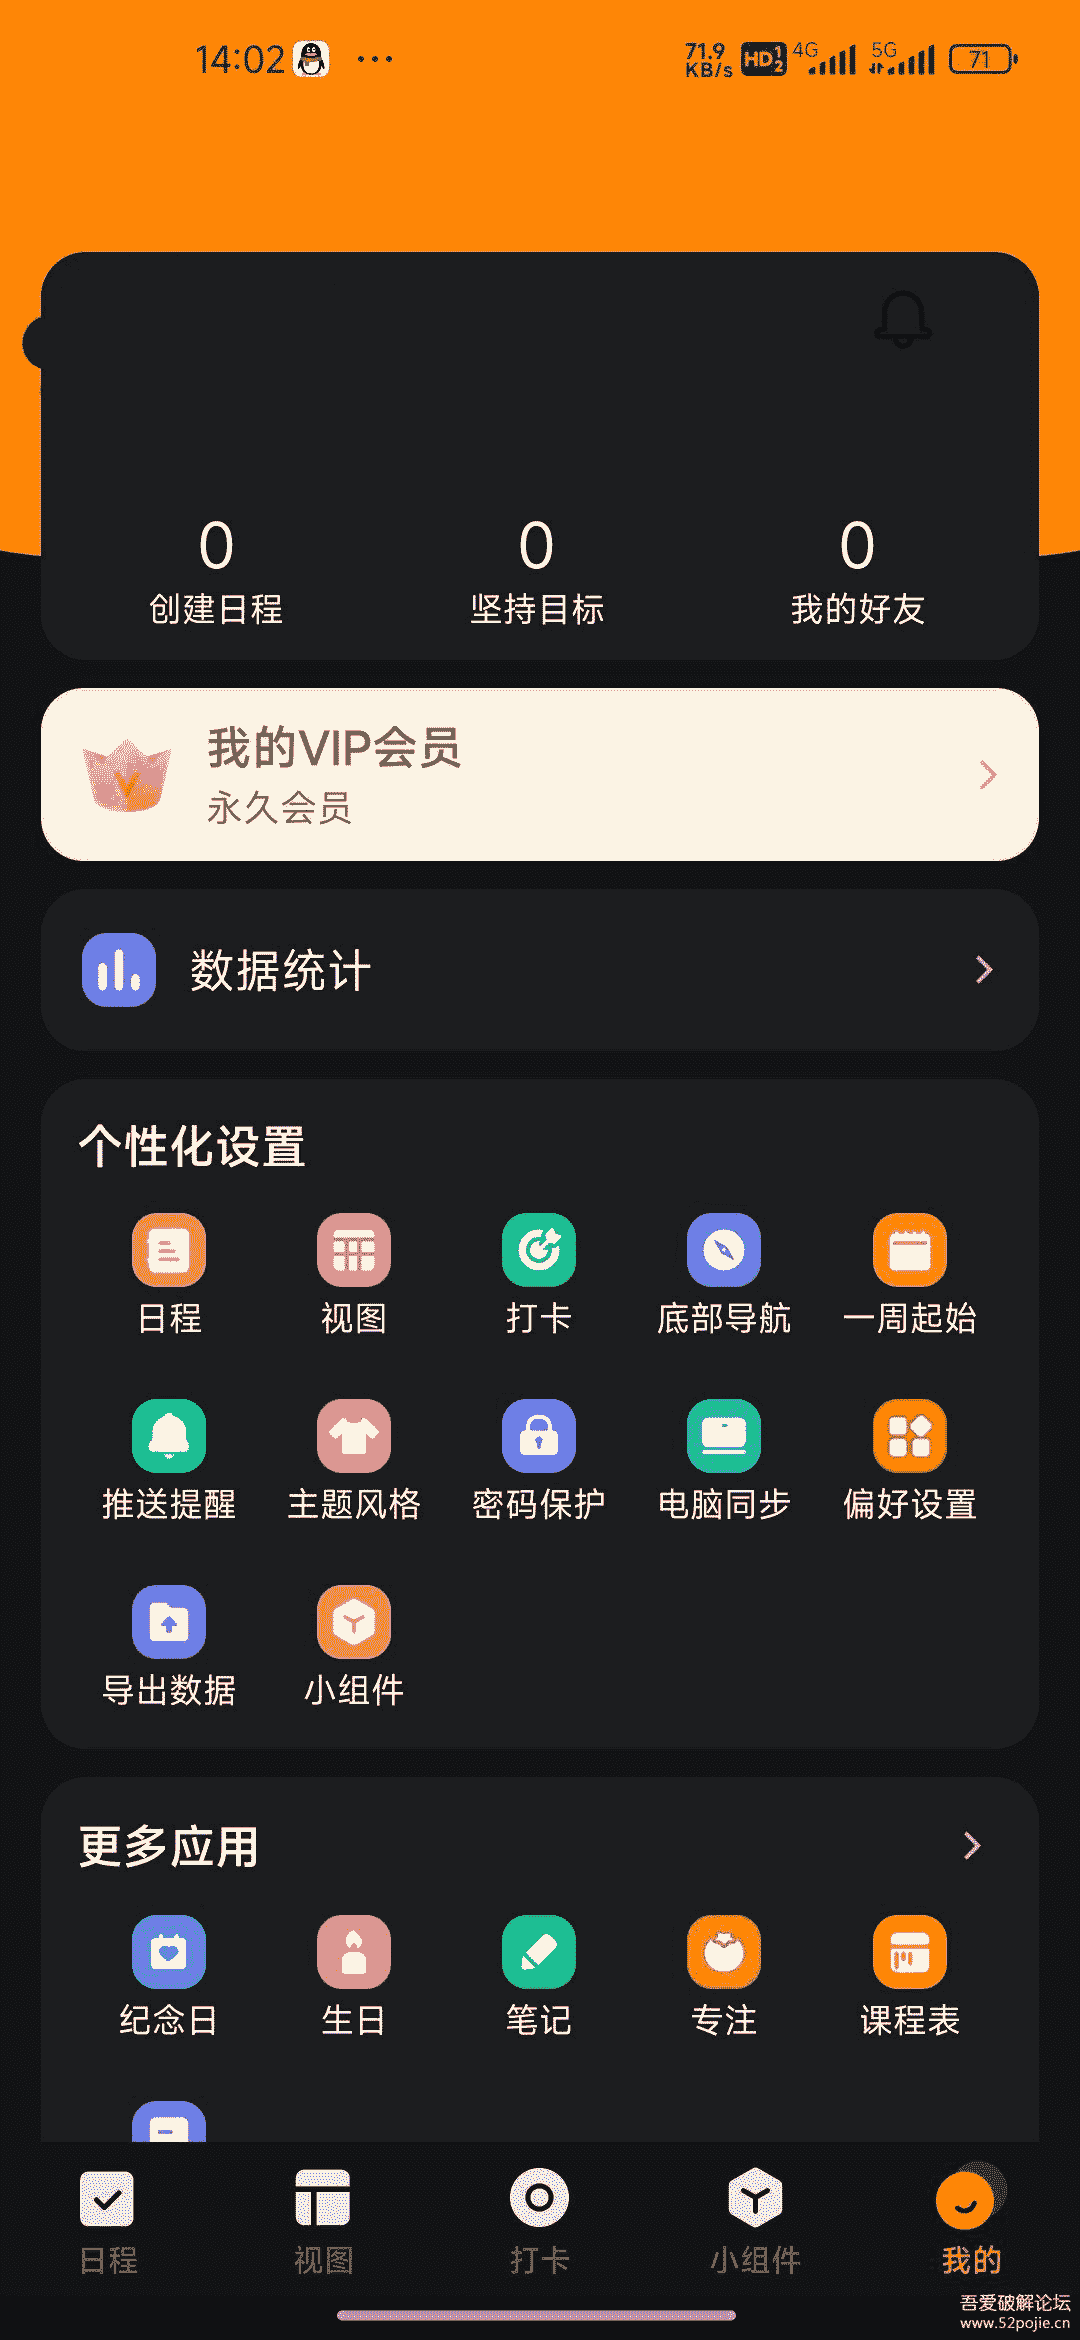 14:02 ··· 71.9 KB/s HD 1 2 4G 5G 71
0 0 0
创建日程 坚持目标 我的好友
我的VIP会员
永久会员
数据统计
个性化设置
日程 视图 打卡 底部导航 一周起始
推送提醒 主题风格 密码保护 电脑同步 偏好设置
导出数据 小组件
更多应用
纪念日 生日 笔记 专注 课程表
日程 视图 打卡 小组件 我的
吾爱破解论坛
www.52pojie.cn